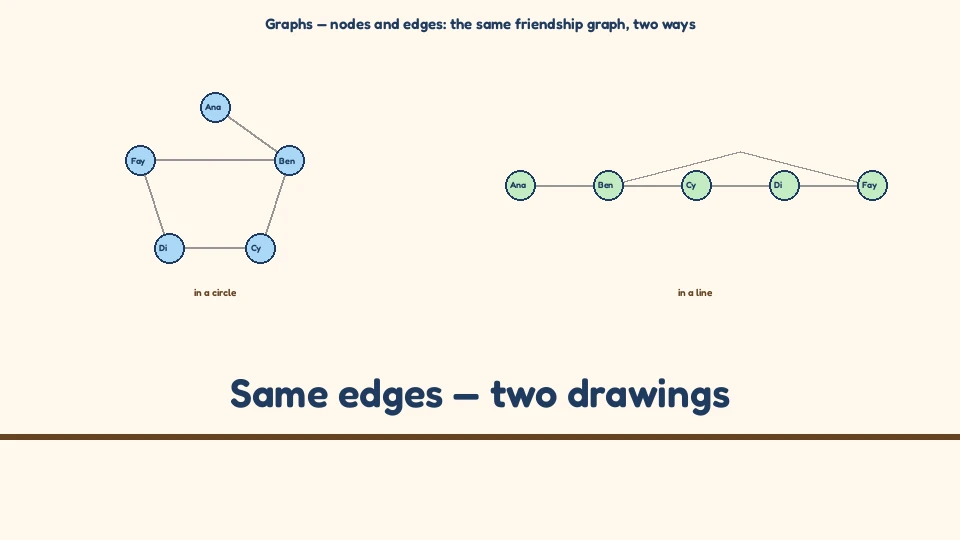 Graphs — nodes and edges: the same friendship graph, two ways
Ana
Fay
Ben
Di
Cy
in a circle
Ana
Ben
Cy
Di
Fay
in a line
Same edges — two drawings